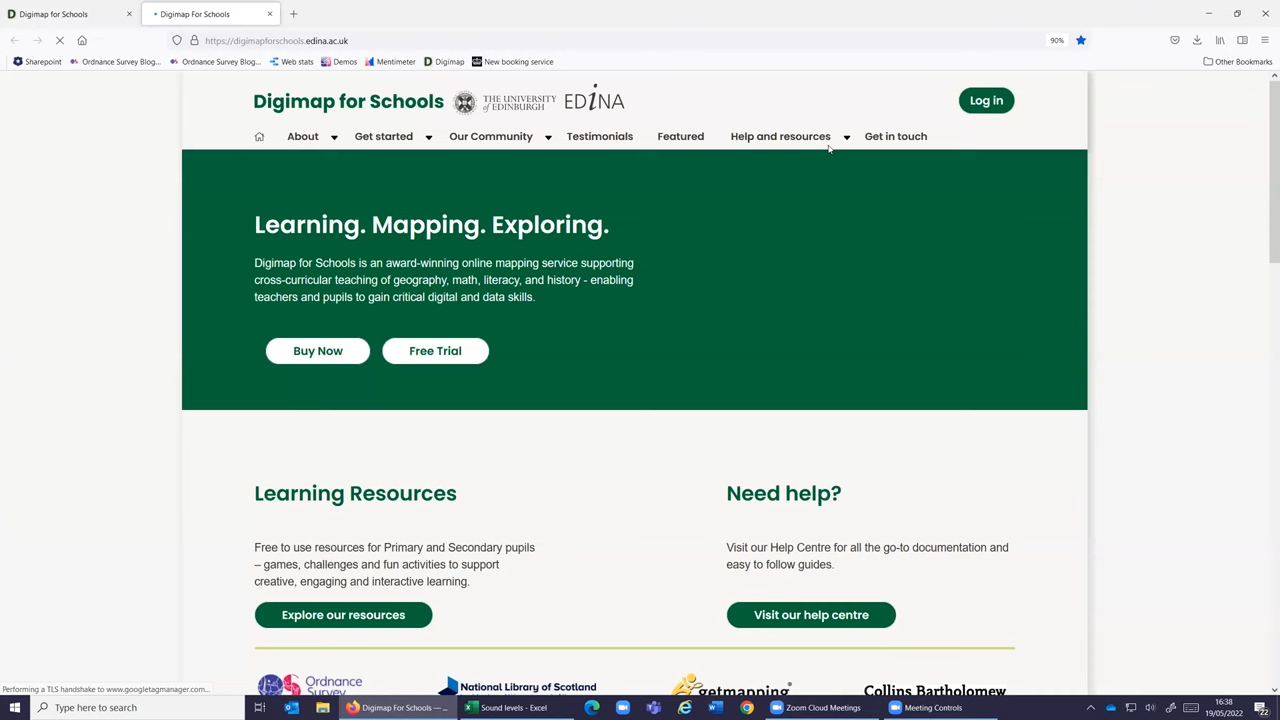 Digimap for Schools
Digimap For Schools
https://digimapforschools.edina.ac.uk
90%
Sharepoint
Ordnance Survey Blog...
Ordnance Survey Blog...
Web stats
Demos
Mentimeter
Digimap
New booking service
Other Bookmarks
Digimap for Schools
THE UNIVERSITY
of EDINBURGH
EDINA
Log in
About
Get started
Our Community
Testimonials
Featured
Help and resources
Get in touch
Learning. Mapping. Exploring.
Digimap for Schools is an award-winning online mapping service supporting
cross-curricular teaching of geography, math, literacy, and history - enabling
teachers and pupils to gain critical digital and data skills.
Buy Now
Free Trial
Learning Resources
Need help?
Free to use resources for Primary and Secondary pupils
– games, challenges and fun activities to support
creative, engaging and interactive learning.
Visit our Help Centre for all the go-to documentation and
easy to follow guides.
Explore our resources
Visit our help centre
Ordnance
Survey
National Library of Scotland
getmapping
Collins Bartholomew
Performing a TLS handshake to www.googletagmanager.com...
Type here to search
Digimap For Schools — ...
Sound levels - Excel
Zoom Cloud Meetings
Meeting Controls
16:38
19/05/2022
22